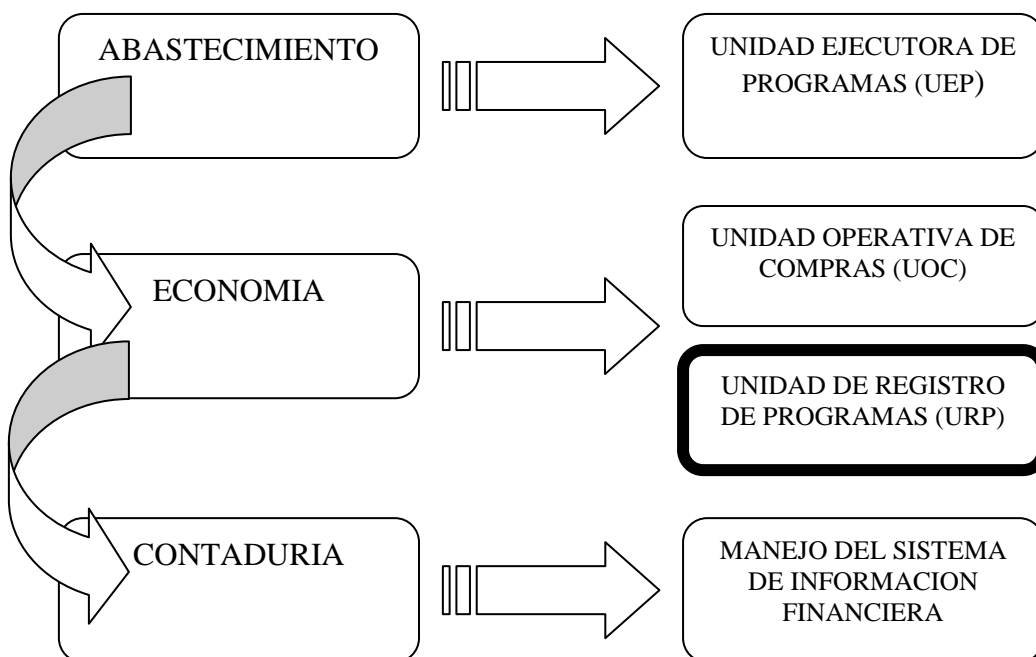 ABASTECIMIENTO
UNIDAD EJECUTORA DE
PROGRAMAS (UEP)
ECONOMIA
UNIDAD OPERATIVA DE
COMPRAS (UOC)
UNIDAD DE REGISTRO
DE PROGRAMAS (URP)
CONTADURIA
MANEJO DEL SISTEMA
DE INFORMACION
FINANCIERA